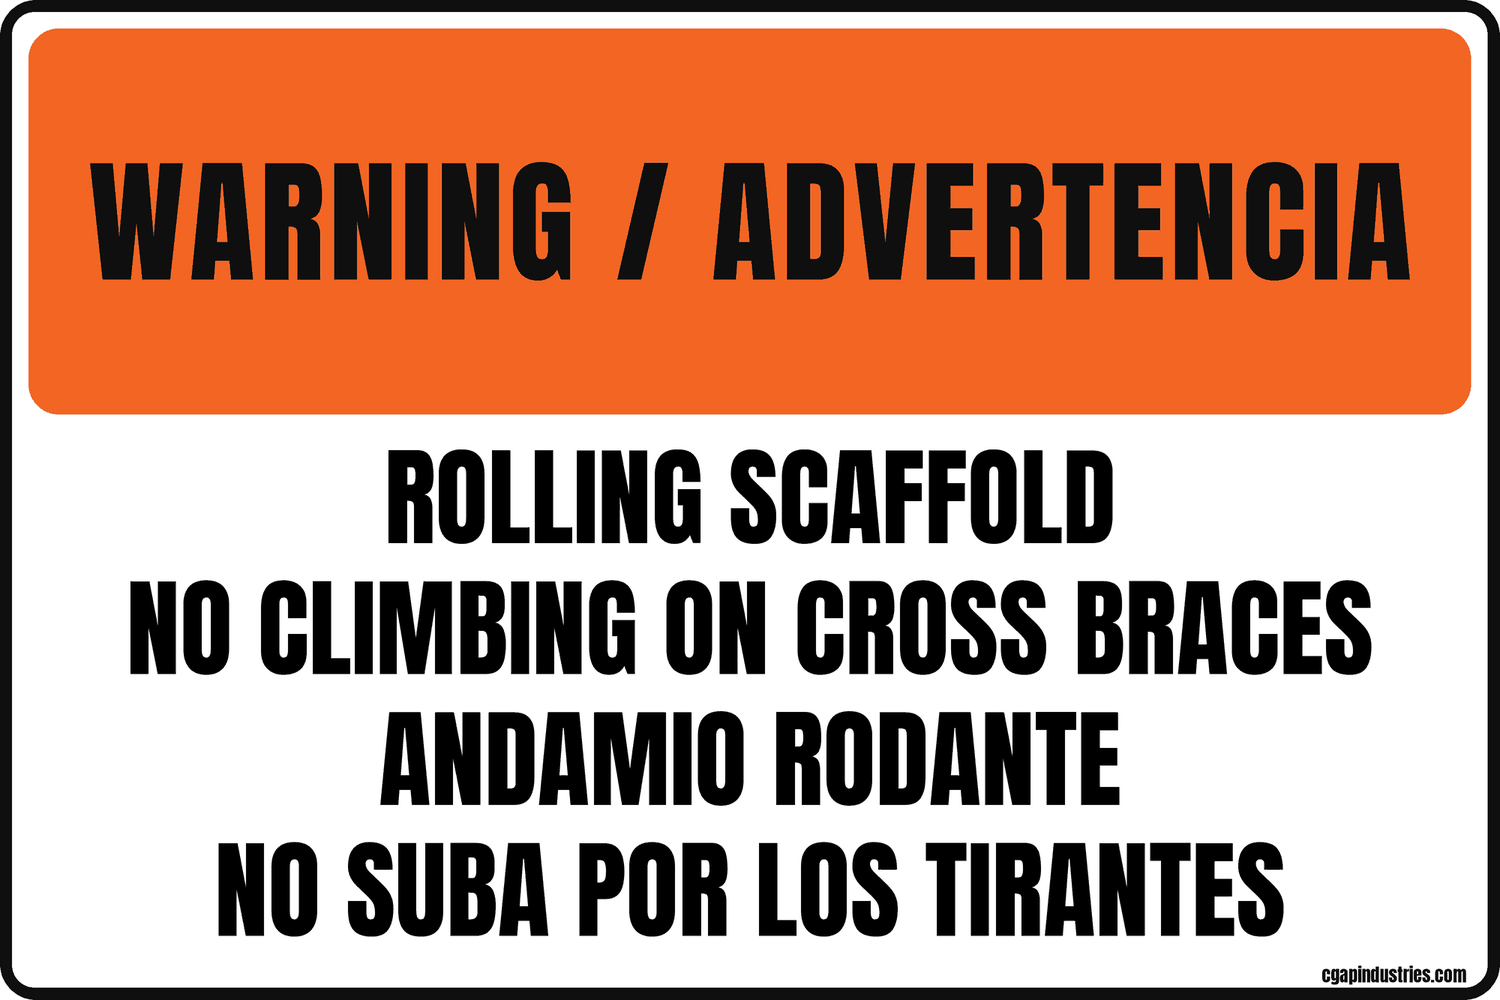 WARNING / ADVERTENCIA
ROLLING SCAFFOLD
NO CLIMBING ON CROSS BRACES
ANDAMIO RODANTE
NO SUBA POR LOS TIRANTES
cgapindustries.com